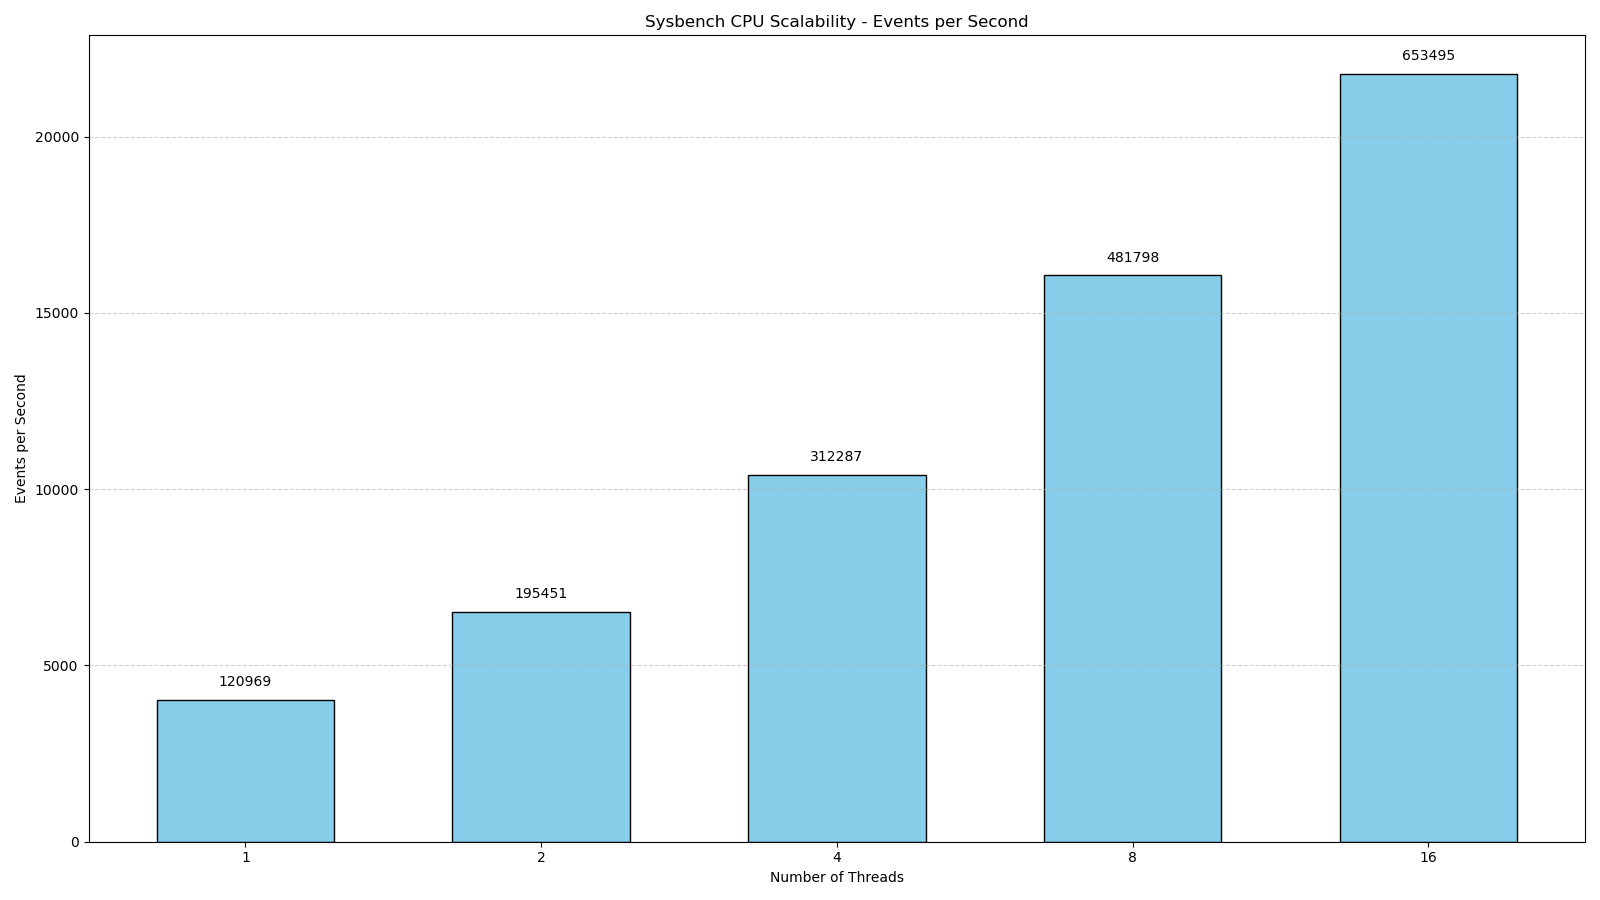 Sysbench CPU Scalability - Events per Second
653495
20000
481798
15000
312287
10000
195451
5000
120969
0
1 2 4 8 16
Number of Threads
Events per Second